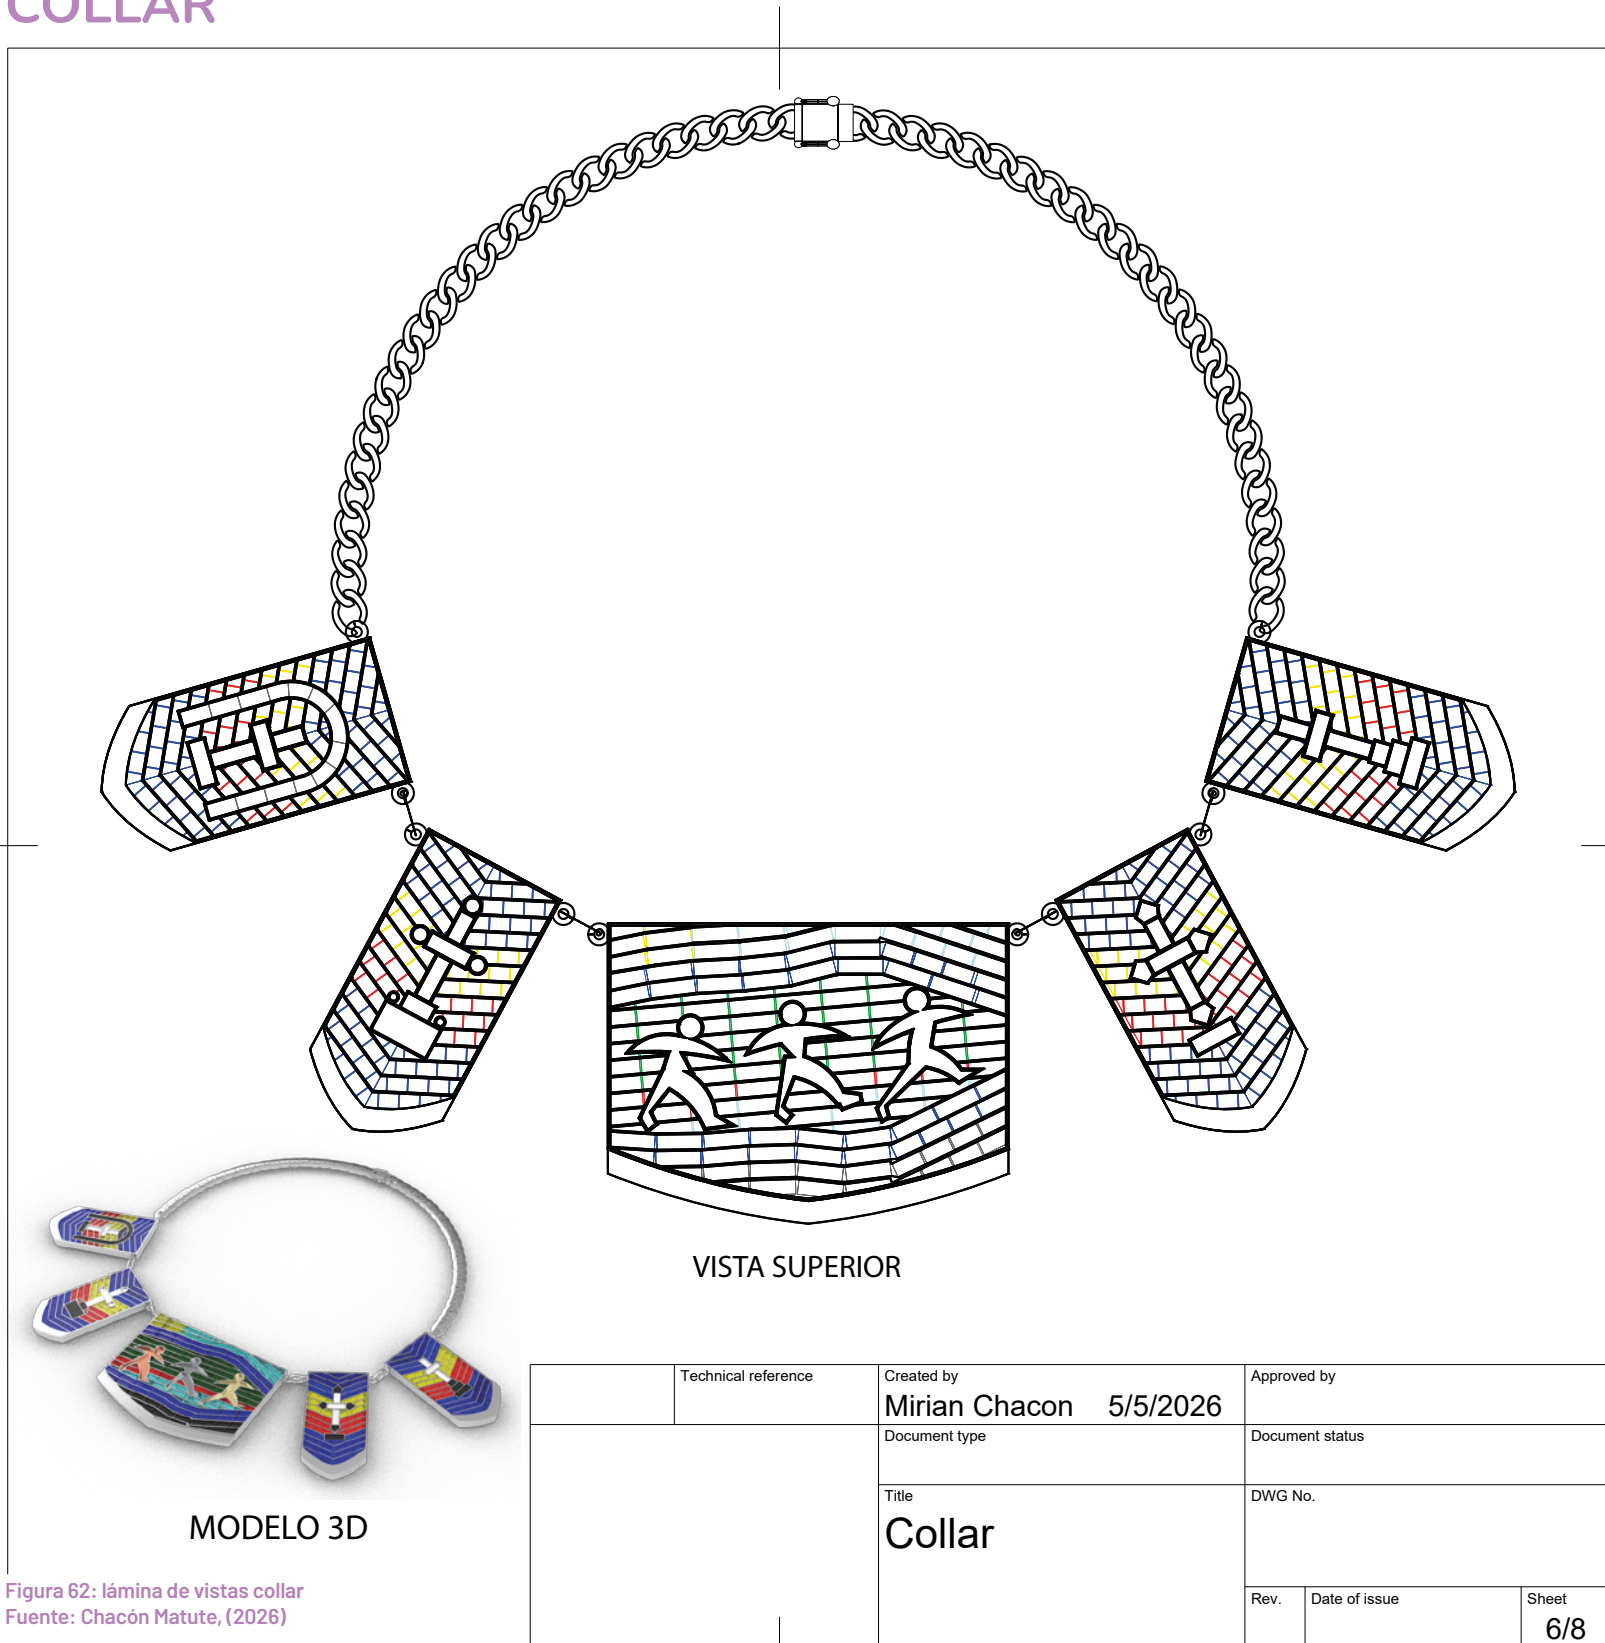 COLLAR
VISTA SUPERIOR
MODELO 3D
Technical reference
Created by
Mirian Chacon 5/5/2026
Approved by
Document type
Document status
Title
Collar
DWG No.
Rev.
Date of issue
Sheet
6/8
Figura 62: lámina de vistas collar
Fuente: Chacón Matute, (2026)